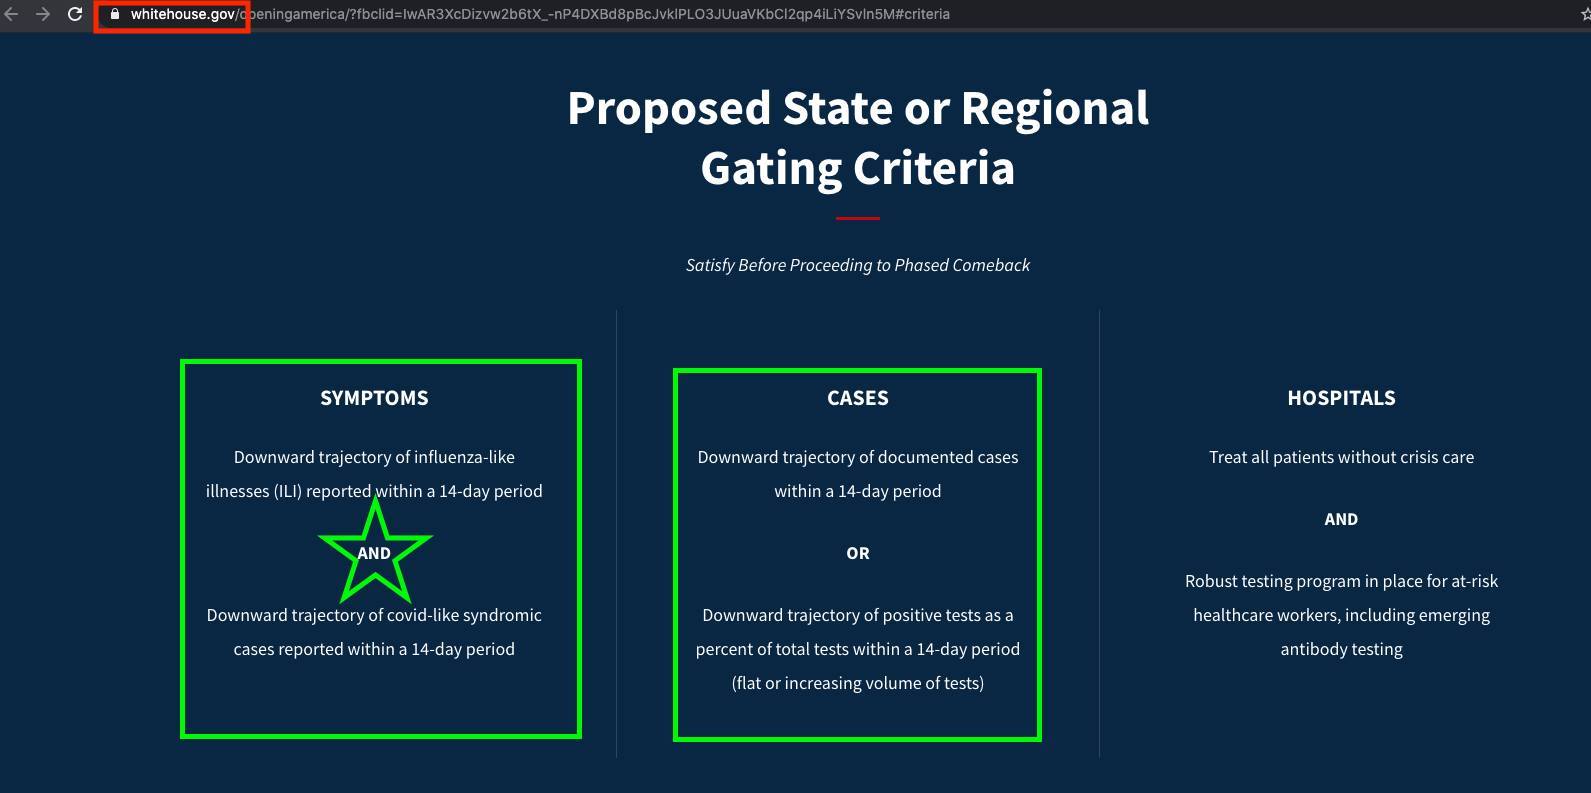 whitehouse.gov/openingamerica/?fbclid=IwAR3XcDizvw2b6tX_-nP4DXBd8pBcJvklPLO3JUuaVKbCI2qp4iLiYSvIn5M#criteria
Proposed State or Regional
Gating Criteria
Satisfy Before Proceeding to Phased Comeback
SYMPTOMS
Downward trajectory of influenza-like
illnesses (ILI) reported within a 14-day period
AND
Downward trajectory of covid-like syndromic
cases reported within a 14-day period
CASES
Downward trajectory of documented cases
within a 14-day period
OR
Downward trajectory of positive tests as a
percent of total tests within a 14-day period
(flat or increasing volume of tests)
HOSPITALS
Treat all patients without crisis care
AND
Robust testing program in place for at-risk
healthcare workers, including emerging
antibody testing